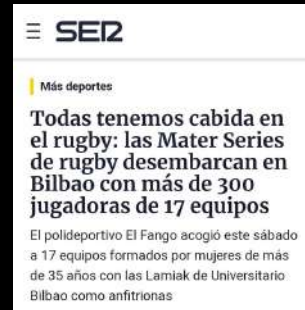 SER
Más deportes
Todas tenemos cabida en
el rugby: las Mater Series
de rugby desembarcan en
Bilbao con más de 300
jugadoras de 17 equipos
El polideportivo El Fango acogió este sábado
a 17 equipos formados por mujeres de más
de 35 años con las Lamiak de Universitario
Bilbao como anfitrionas